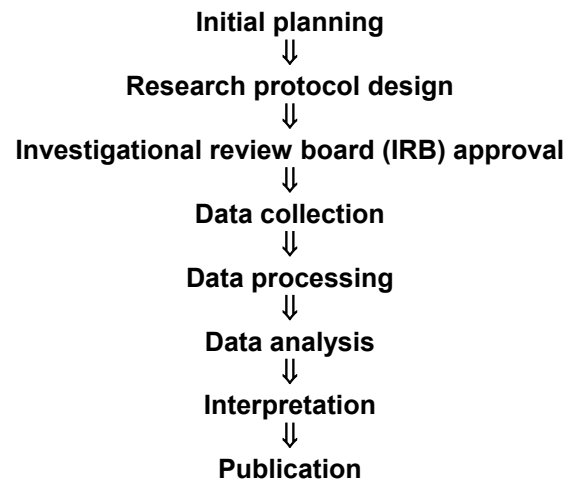 Initial planning
⇓
Research protocol design
⇓
Investigational review board (IRB) approval
⇓
Data collection
⇓
Data processing
⇓
Data analysis
⇓
Interpretation
⇓
Publication